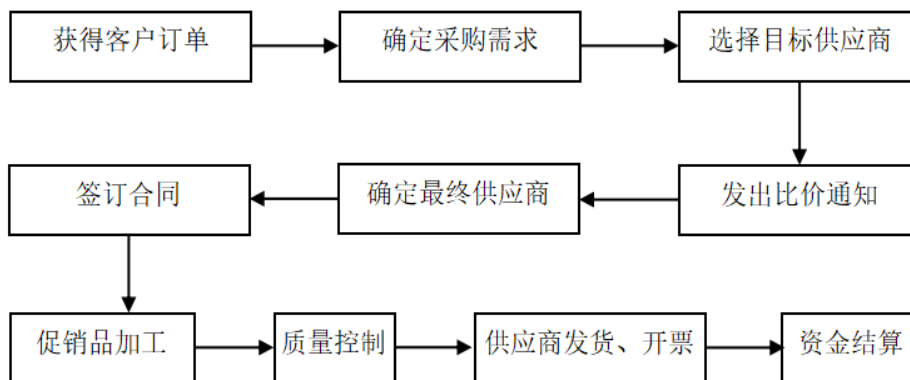 获得客户订单
确定采购需求
选择目标供应商
签订合同
确定最终供应商
发出比价通知
促销品加工
质量控制
供应商发货、开票
资金结算